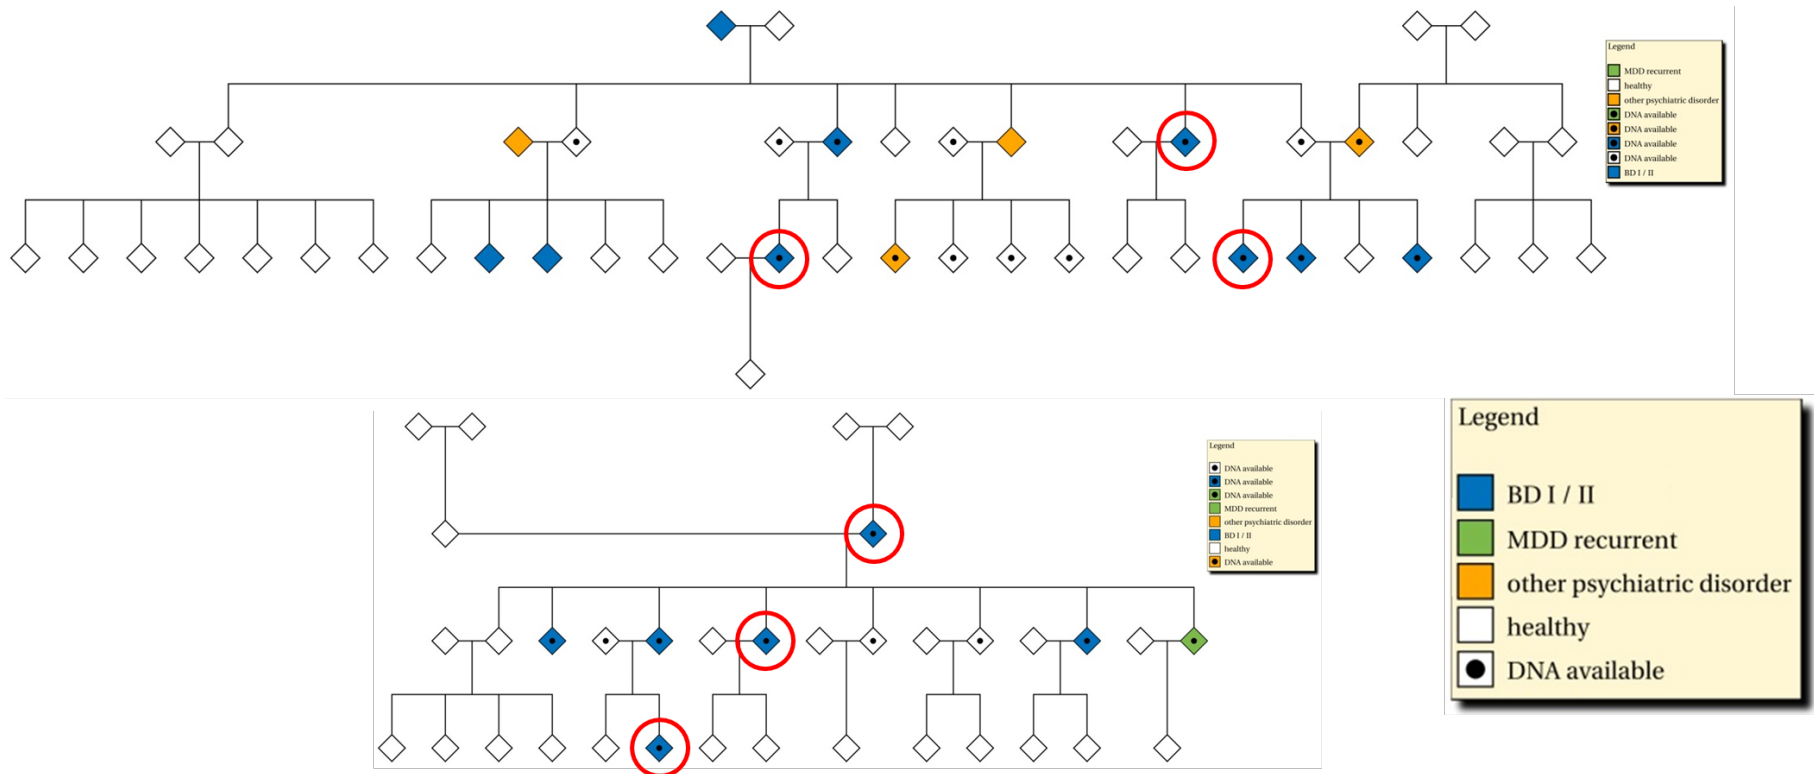 Legend
MDD recurrent
healthy
other psychiatric disorder
DNA available
DNA available
DNA available
DNA available
BD I / II
Legend
DNA available
DNA available
DNA available
MDD recurrent
other psychiatric disorder
BD I / II
healthy
DNA available
Legend
BD I / II
MDD recurrent
other psychiatric disorder
healthy
DNA available